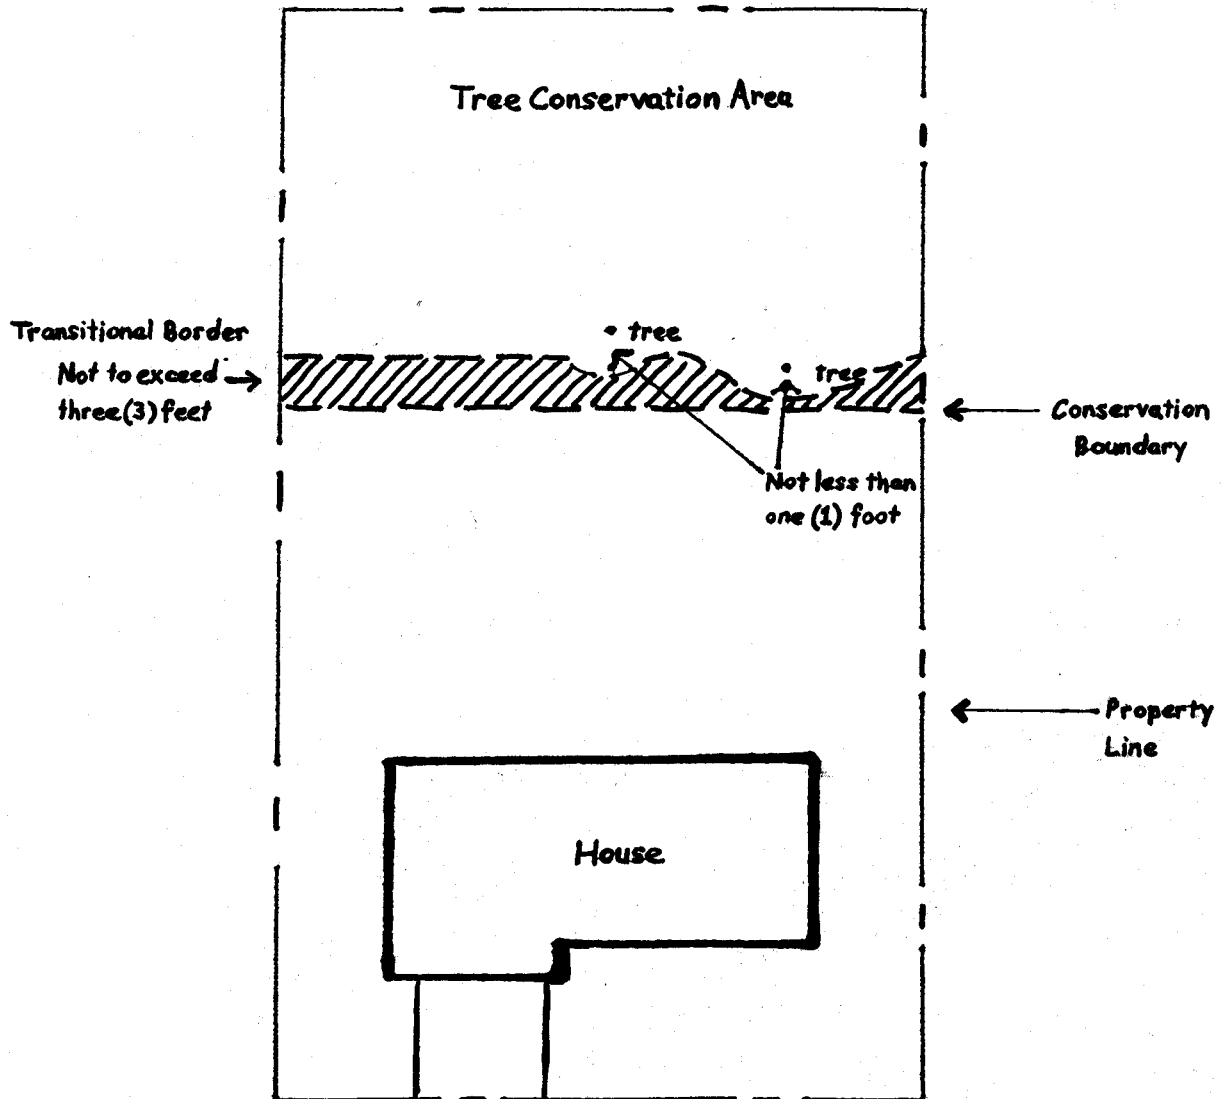 Tree Conservation Area
Transitional Border
Not to exceed
three (3) feet
tree
tree
Conservation
Boundary
Not less than
one (1) foot
Property
Line
House